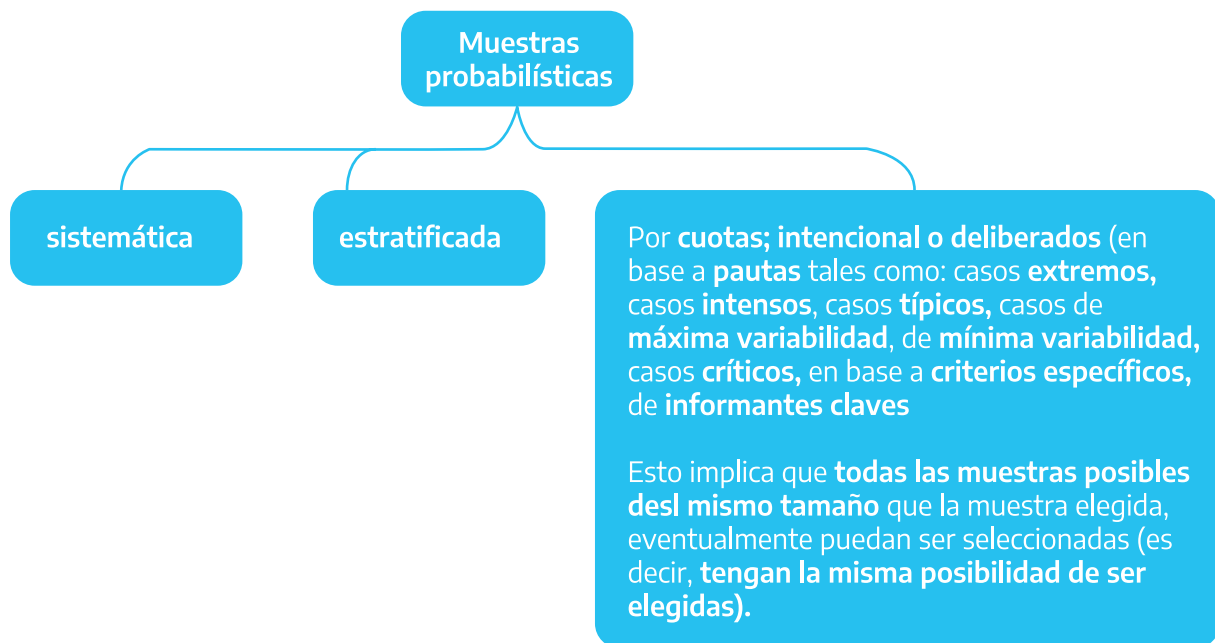 Muestras
probabilísticas
sistemática
estratificada
Por cuotas; intencional o deliberados (en
base a pautas tales como: casos extremos,
casos intensos, casos típicos, casos de
máxima variabilidad, de mínima variabilidad,
casos críticos, en base a criterios específicos,
de informantes claves
Esto implica que todas las muestras posibles
desl mismo tamaño que la muestra elegida,
eventualmente puedan ser seleccionadas (es
decir, tengan la misma posibilidad de ser
elegidas).